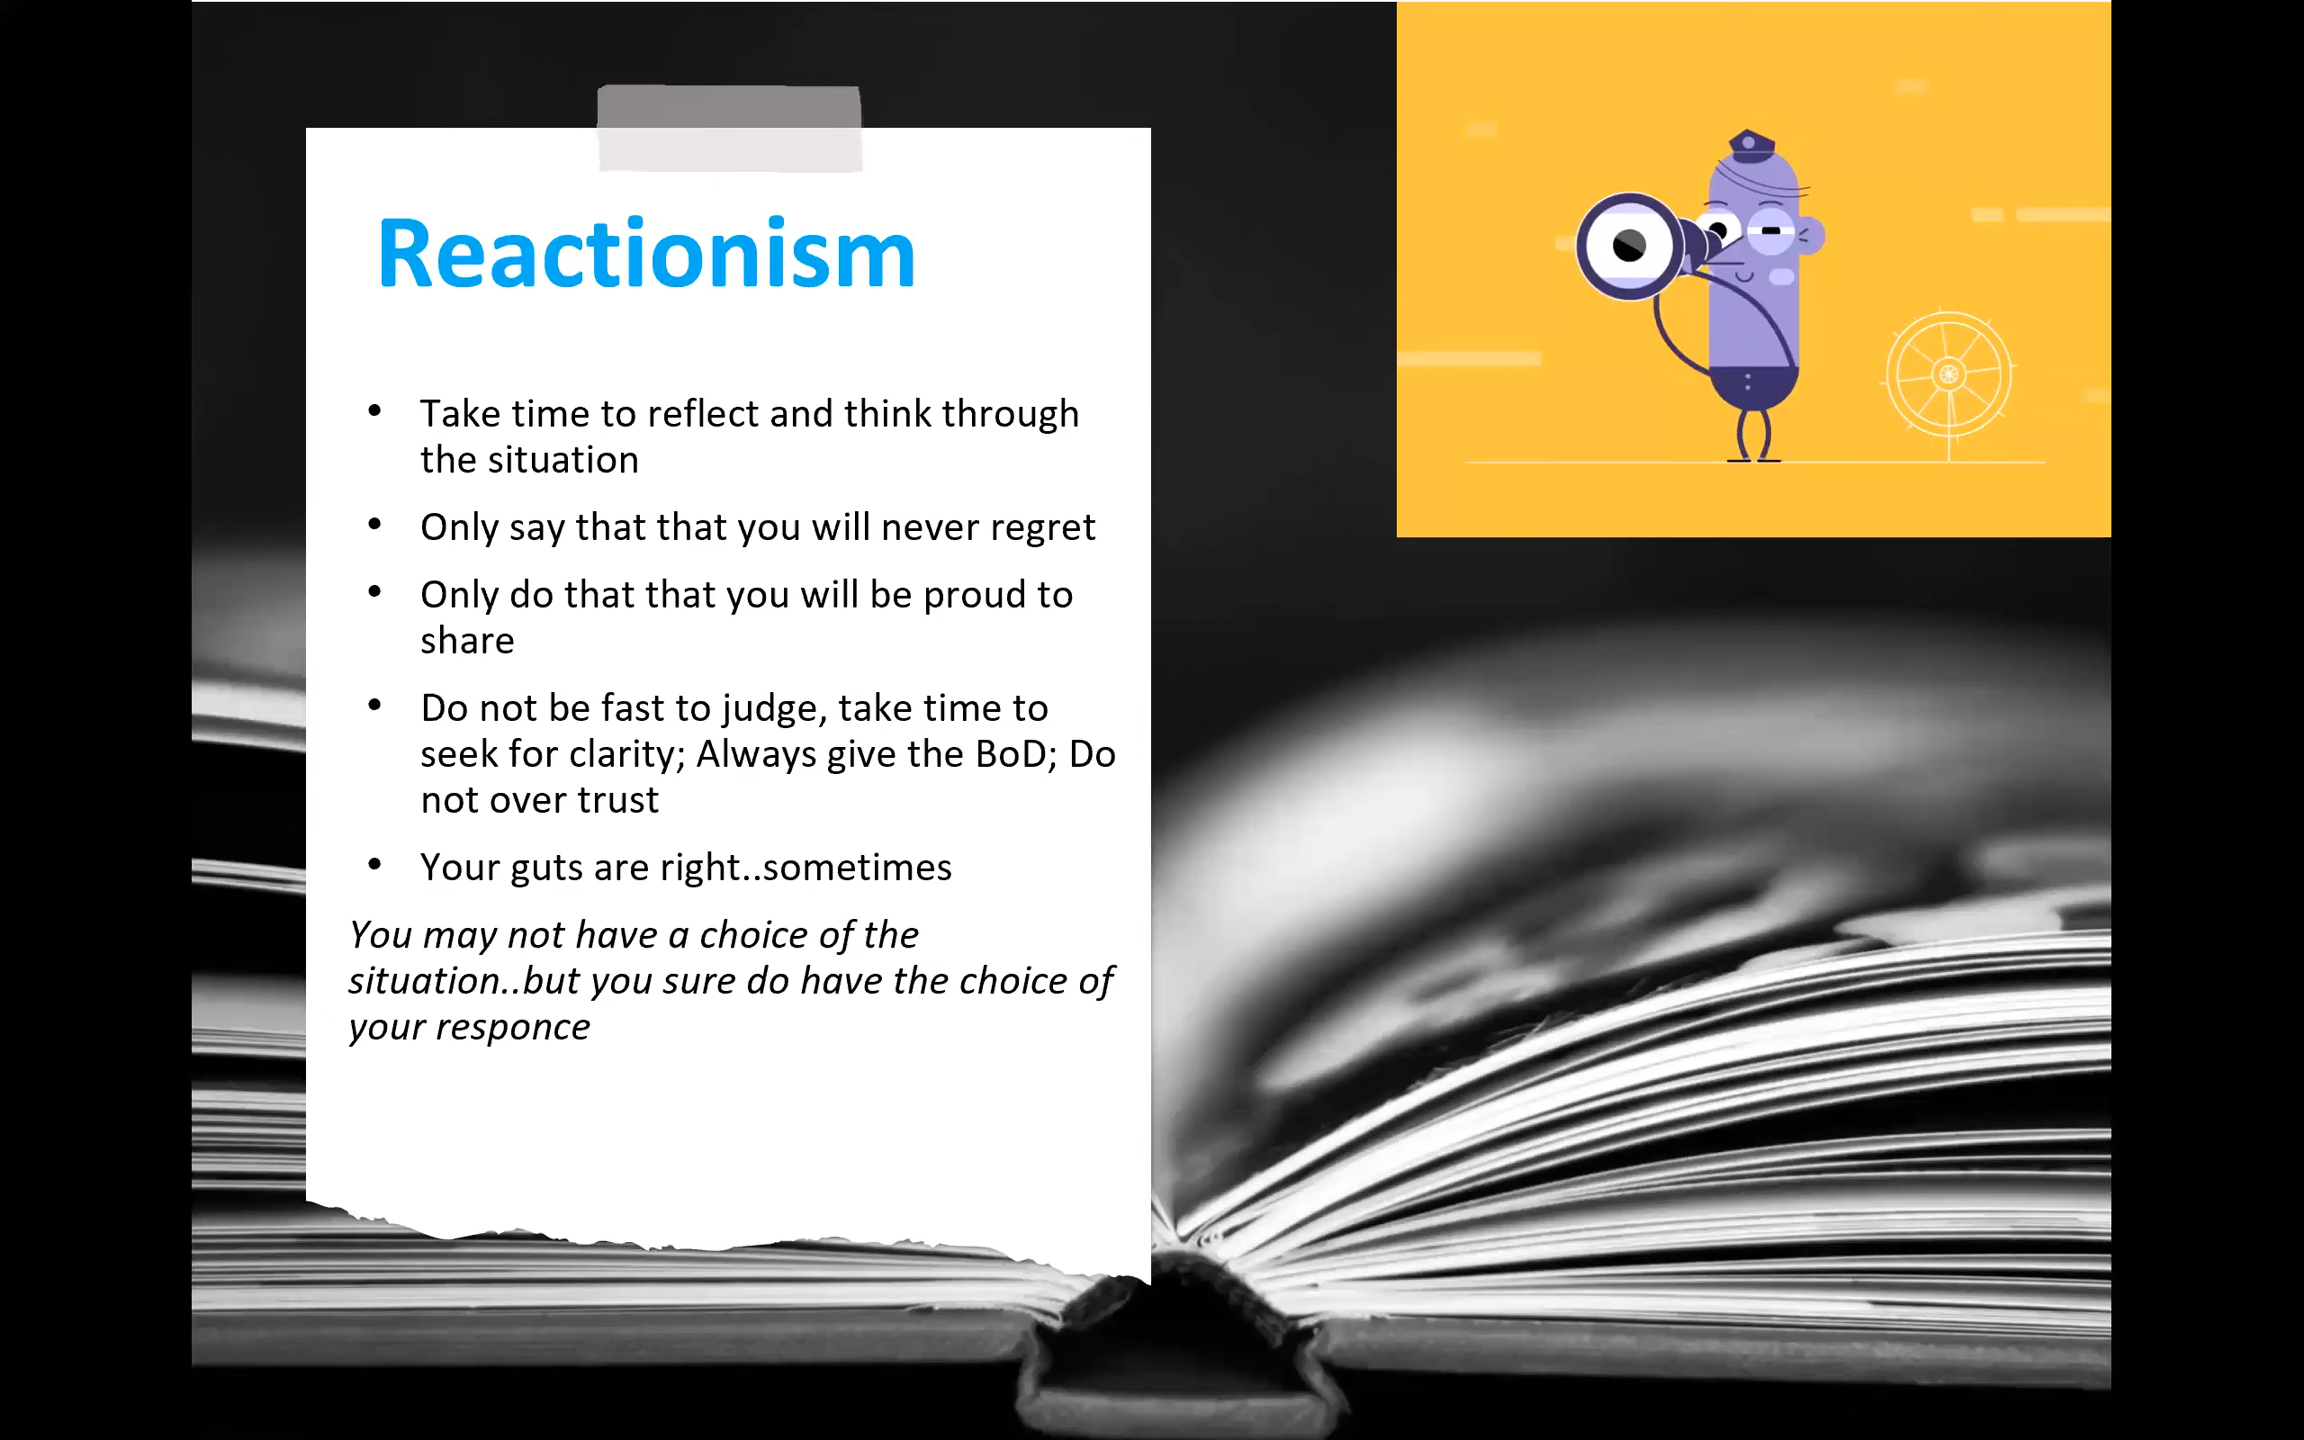 Reactionism
• Take time to reflect and think through
the situation
• Only say that that you will never regret
• Only do that that you will be proud to
share
• Do not be fast to judge, take time to
seek for clarity; Always give the BoD; Do
not over trust
• Your guts are right..sometimes
You may not have a choice of the
situation..but you sure do have the choice of
your responce